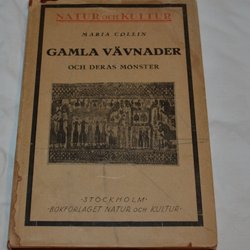 NATUR OCH KULTUR
MARIA COLLIN
GAMLA VÄVNADER
OCH DERAS MÖNSTER
·STOCKHOLM·
·BOKFÖRLAGET NATUR OCH KULTUR·